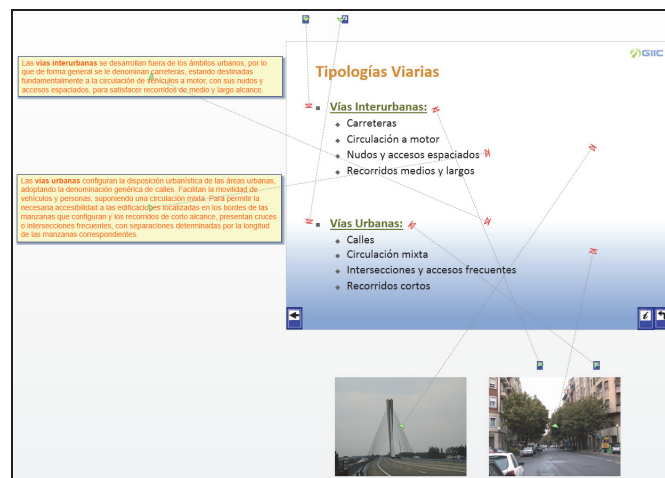 GIIC
Las vías interurbanas se desarrollan fuera de los ámbitos urbanos, por lo
que de forma general se le denominan carreteras, estando destinadas
fundamentalmente a la circulación de vehículos a motor, con sus nudos y
accesos espaciados, para satisfacer recorridos de medio y largo alcance.
Tipologías Viarias
Vías Interurbanas:
Carreteras
Circulación a motor
Nudos y accesos espaciados
Recorridos medios y largos
Las vías urbanas configuran la disposición urbanística de las áreas urbanas,
adoptando la denominación genérica de calles. Facilitan la movilidad de
vehículos y personas, suponiendo una circulación mixta. Para permitir la
necesaria accesibilidad a las edificaciones localizadas en los bordes de las
manzanas que configuran y los recorridos de corto alcance, presentan cruces
o intersecciones frecuentes, con separaciones determinadas por la longitud
de las manzanas correspondientes.
Vías Urbanas:
Calles
Circulación mixta
Intersecciones y accesos frecuentes
Recorridos cortos
i